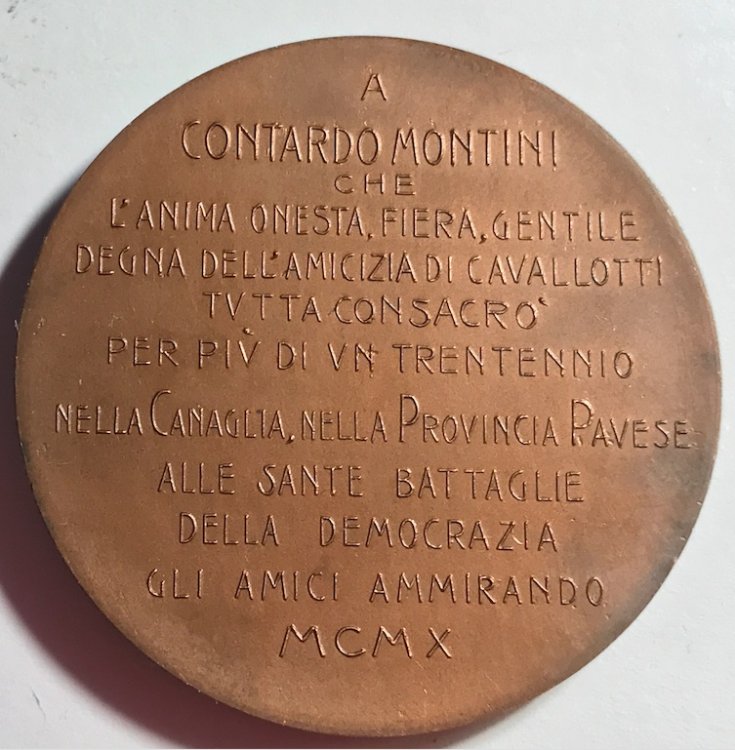 A
CONTARDO MONTINI
CHE
L'ANIMA ONESTA, FIERA, GENTILE
DEGNA DELL'AMICIZIA DI CAVALLOTTI
TVTTA CONSACRO'
PER PIV̀ DI VN TRENTENNIO
NELLA CANAGLIA, NELLA PROVINCIA PAVESE
ALLE SANTE BATTAGLIE
DELLA DEMOCRAZIA
GLI AMICI AMMIRANDO
MCMX